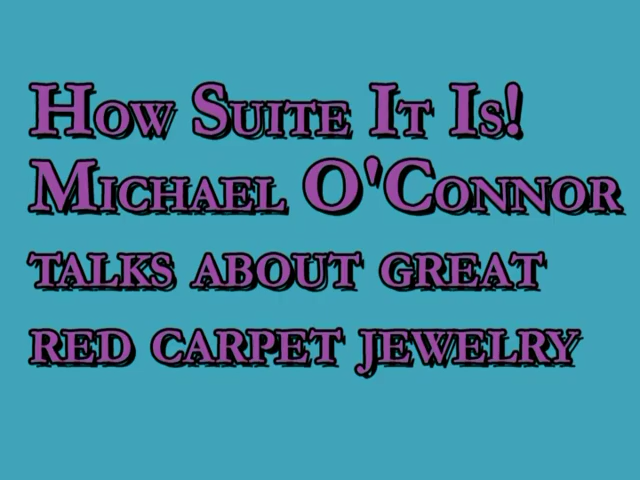 How Suite It Is!
Michael O'Connor
talks about great
red carpet jewelry